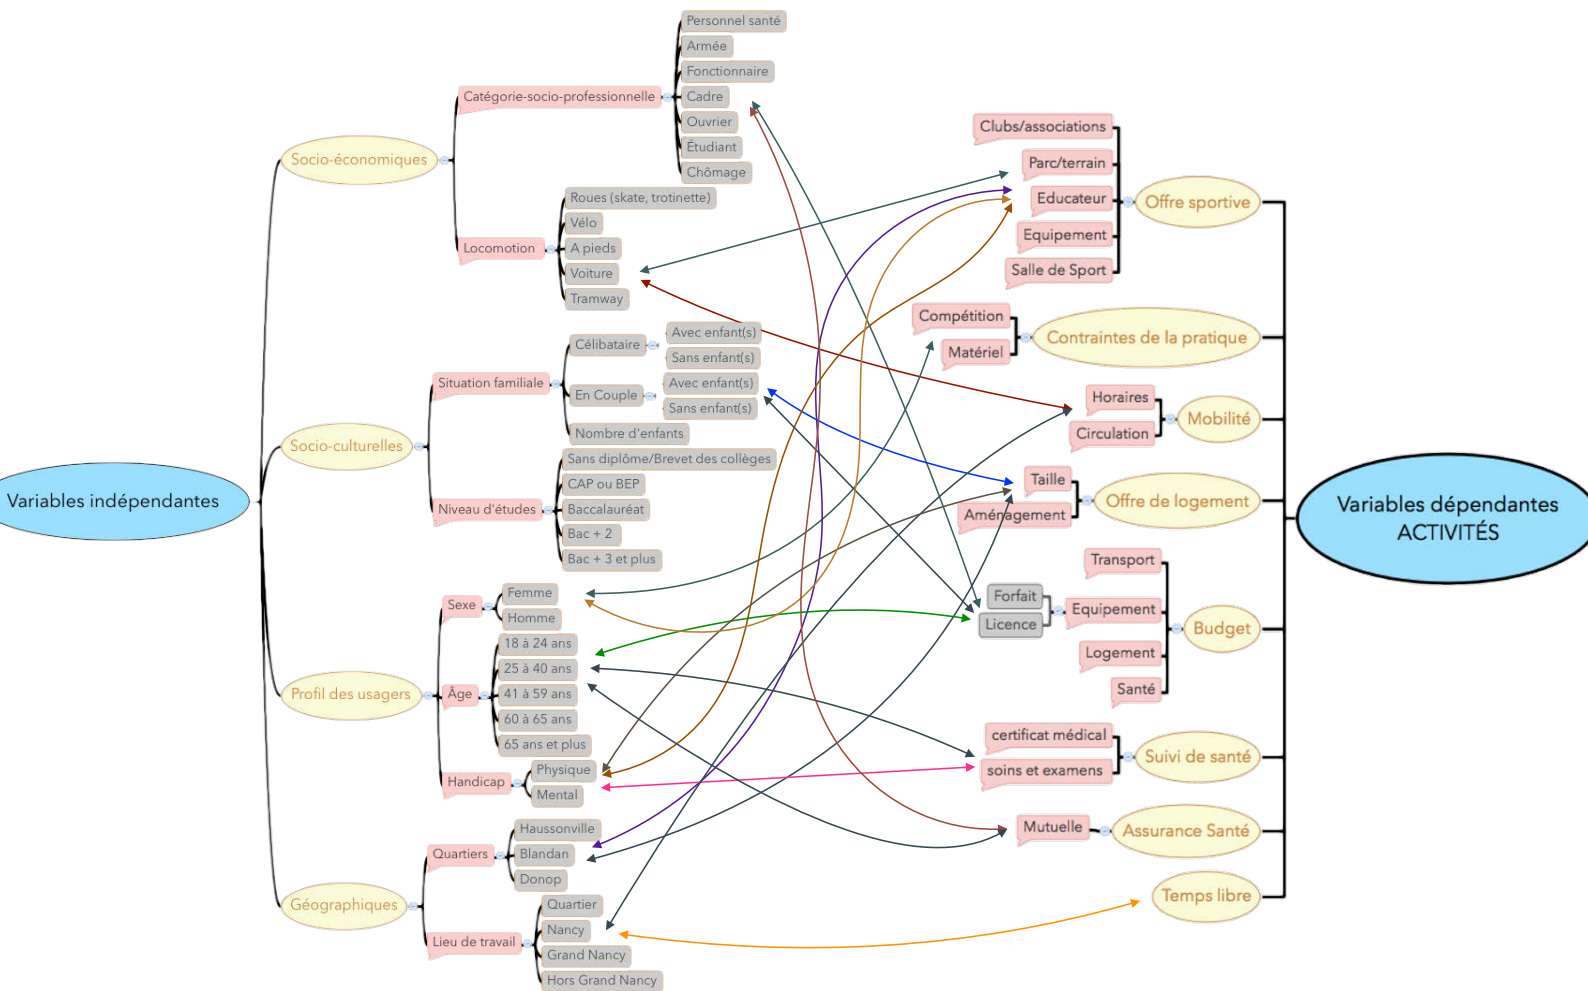 Variables indépendantes
Socio-économiques
Catégorie-socio-professionnelle
Personnel santé
Armée
Fonctionnaire
Cadre
Ouvrier
Étudiant
Chômage
Locomotion
Roues (skate, trotinette)
Vélo
A pieds
Voiture
Tramway
Socio-culturelles
Situation familiale
Célibataire
Avec enfant(s)
Sans enfant(s)
En Couple
Avec enfant(s)
Sans enfant(s)
Nombre d'enfants
Niveau d'études
Sans diplôme/Brevet des collèges
CAP ou BEP
Baccalauréat
Bac + 2
Bac + 3 et plus
Profil des usagers
Sexe
Femme
Homme
Âge
18 à 24 ans
25 à 40 ans
41 à 59 ans
60 à 65 ans
65 ans et plus
Handicap
Physique
Mental
Géographiques
Quartiers
Haussonville
Blandan
Donop
Lieu de travail
Quartier
Nancy
Grand Nancy
Hors Grand Nancy
Variables dépendantes
ACTIVITÉS
Offre sportive
Clubs/associations
Parc/terrain
Educateur
Equipement
Salle de Sport
Contraintes de la pratique
Compétition
Matériel
Mobilité
Horaires
Circulation
Offre de logement
Taille
Aménagement
Budget
Transport
Equipement
Forfait
Licence
Logement
Santé
Suivi de santé
certificat médical
soins et examens
Assurance Santé
Mutuelle
Temps libre